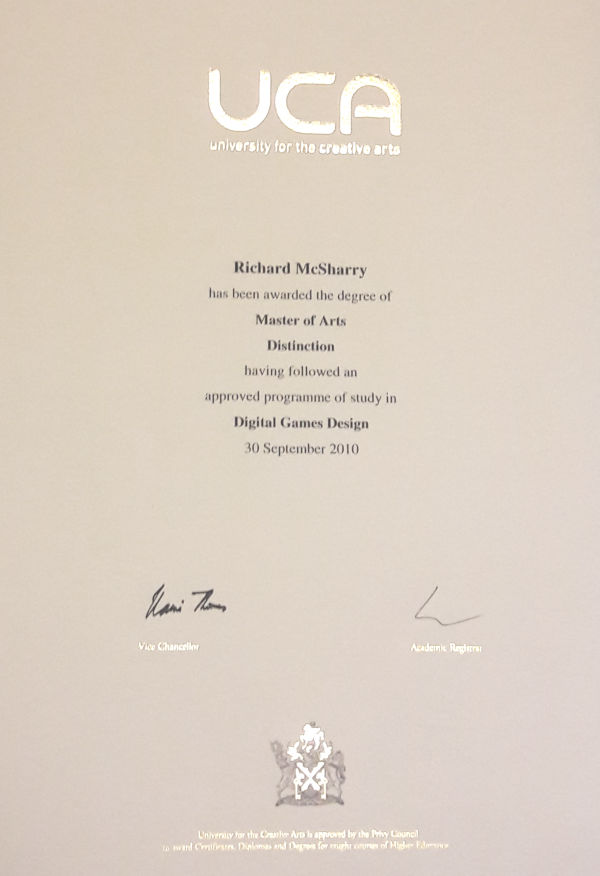 UCA
university for the creative arts
Richard McSharry
has been awarded the degree of
Master of Arts
Distinction
having followed an
approved programme of study in
Digital Games Design
30 September 2010
Vice Chancellor
Academic Registrar
University for the Creative Arts is approved by the Privy Council
to award Certificates, Diplomas and Degrees for taught courses of Higher Education